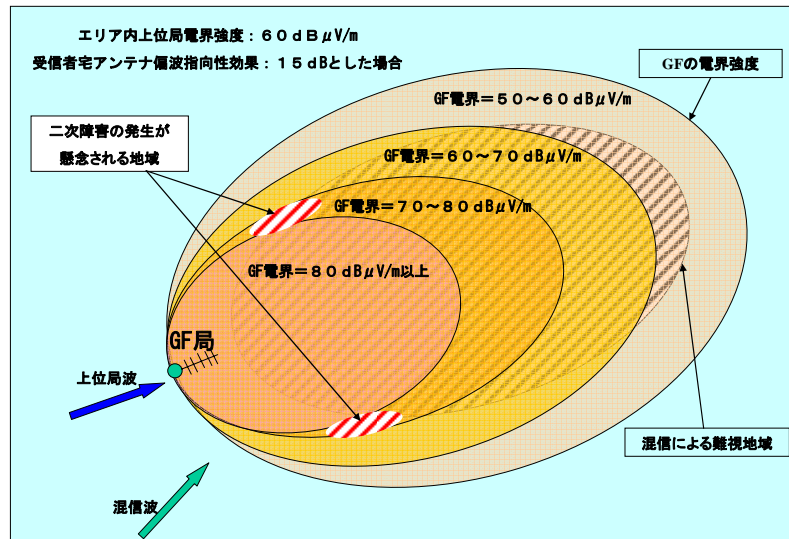 エリア内上位局電界強度：６０ｄＢμV/m
受信者宅アンテナ偏波指向性効果：１５dBとした場合
GFの電界強度
GF電界＝５０～６０ｄBμV/m
二次障害の発生が
懸念される地域
GF電界＝６０～７０ｄBμV/m
GF電界＝７０～８０ｄBμV/m
GF電界＝８０ｄBμV/m以上
GF局
上位局波
混信による難視地域
混信波